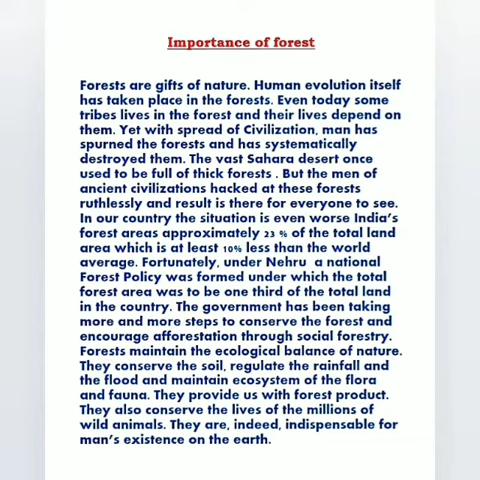 Importance of forest
Forests are gifts of nature. Human evolution itself
has taken place in the forests. Even today some
tribes lives in the forest and their lives depend on
them. Yet with spread of Civilization, man has
spurned the forests and has systematically
destroyed them. The vast Sahara desert once
used to be full of thick forests . But the men of
ancient civilizations hacked at these forests
ruthlessly and result is there for everyone to see.
In our country the situation is even worse India's
forest areas approximately 23 % of the total land
area which is at least 10% less than the world
average. Fortunately, under Nehru a national
Forest Policy was formed under which the total
forest area was to be one third of the total land
in the country. The government has been taking
more and more steps to conserve the forest and
encourage afforestation through social forestry.
Forests maintain the ecological balance of nature.
They conserve the soil, regulate the rainfall and
the flood and maintain ecosystem of the flora
and fauna. They provide us with forest product.
They also conserve the lives of the millions of
wild animals. They are, indeed, indispensable for
man's existence on the earth.